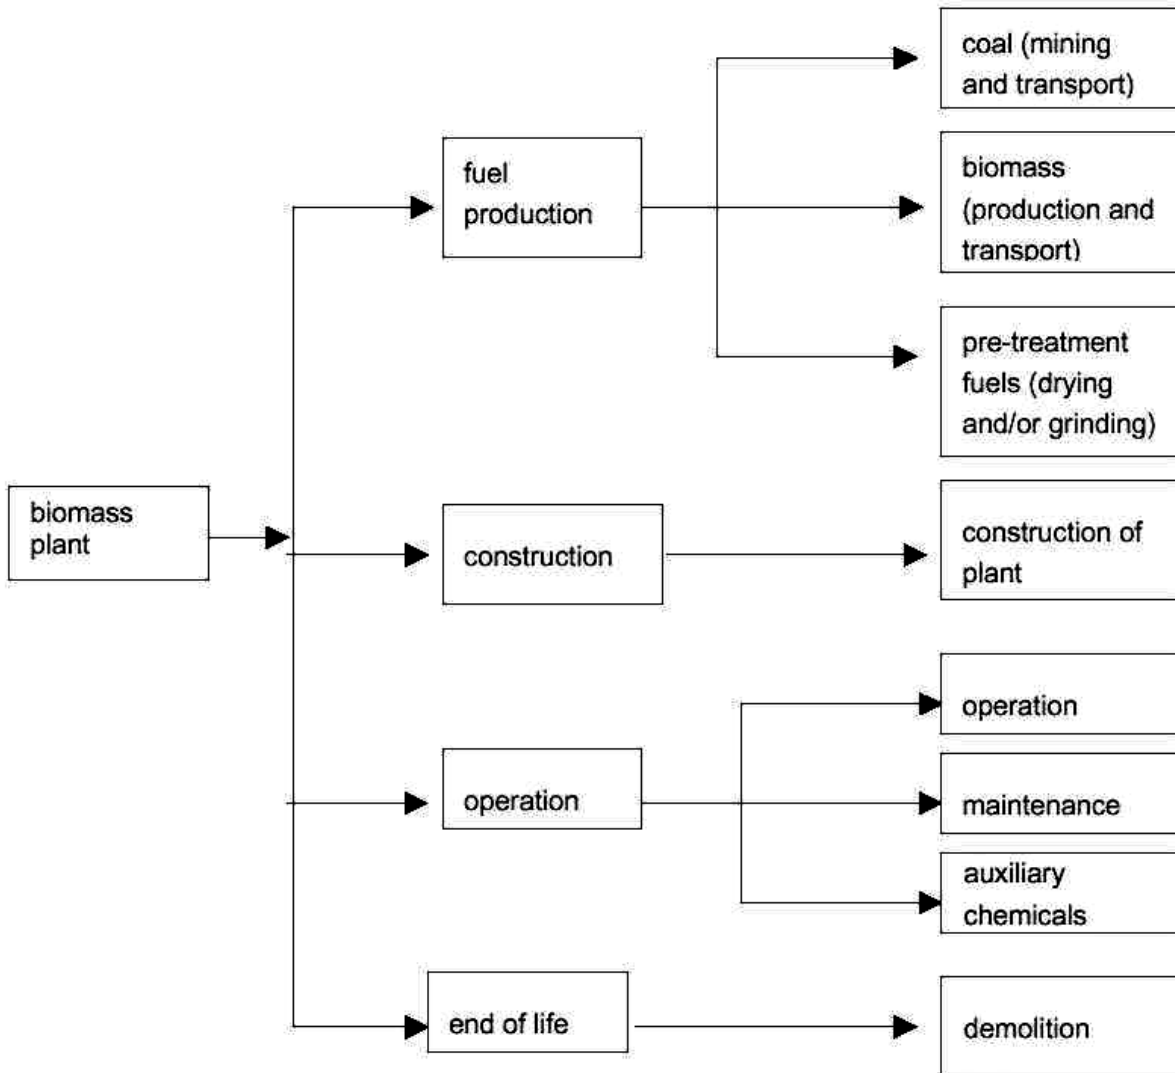 coal (mining
and transport)
fuel
production
biomass
(production and
transport)
pre-treatment
fuels (drying
and/or grinding)
biomass
plant
construction
construction of
plant
operation
operation
maintenance
auxiliary
chemicals
end of life
demolition